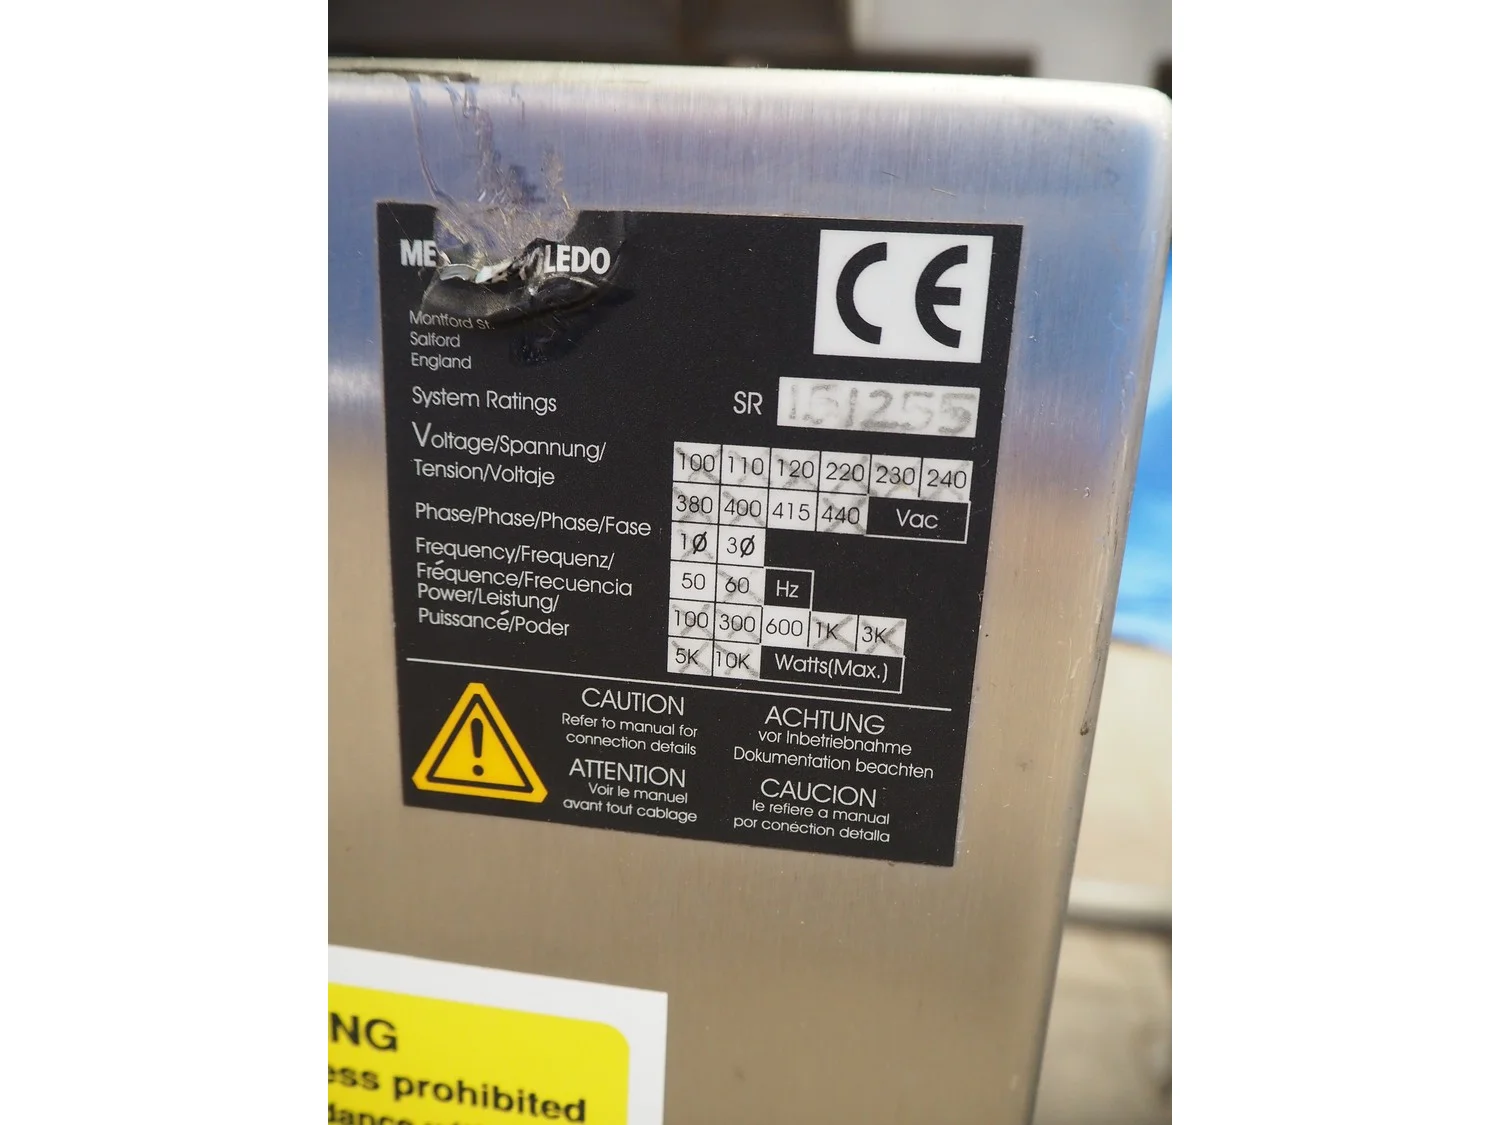 ME LEDO
CE
Montford St.
Salford
England
System Ratings
SR 151255
Voltage/Spannung/
Tension/Voltaje
100 110 120 220 230 240
380 400 415 440 Vac
Phase/Phase/Phase/Fase
1Ø 3Ø
Frequency/Frequenz/
Fréquence/Frecuencia
50 60 Hz
Power/Leistung/
Puissancé/Poder
100 300 600 1K 3K
5K 10K Watts(Max.)
CAUTION
Refer to manual for
connection details
ATTENTION
Voir le manuel
avant tout cablage
ACHTUNG
vor Inbetriebnahme
Dokumentation beachten
CAUCION
le refiere a manual
por conéction detalla
NG
ess prohibited